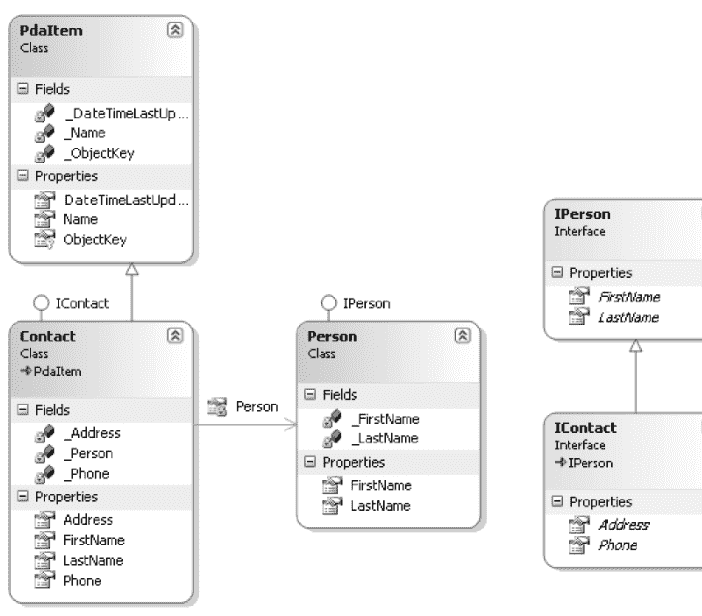 PdaItem
Class
Fields
_DateTimeLastUp...
_Name
_ObjectKey
Properties
DateTimeLastUpd...
Name
ObjectKey
IContact
Contact
Class
PdaItem
Fields
_Address
_Person
_Phone
Properties
Address
FirstName
LastName
Phone
Person
IPerson
Person
Class
Fields
_FirstName
_LastName
Properties
FirstName
LastName
IPerson
Interface
Properties
FirstName
LastName
IContact
Interface
IPerson
Properties
Address
Phone